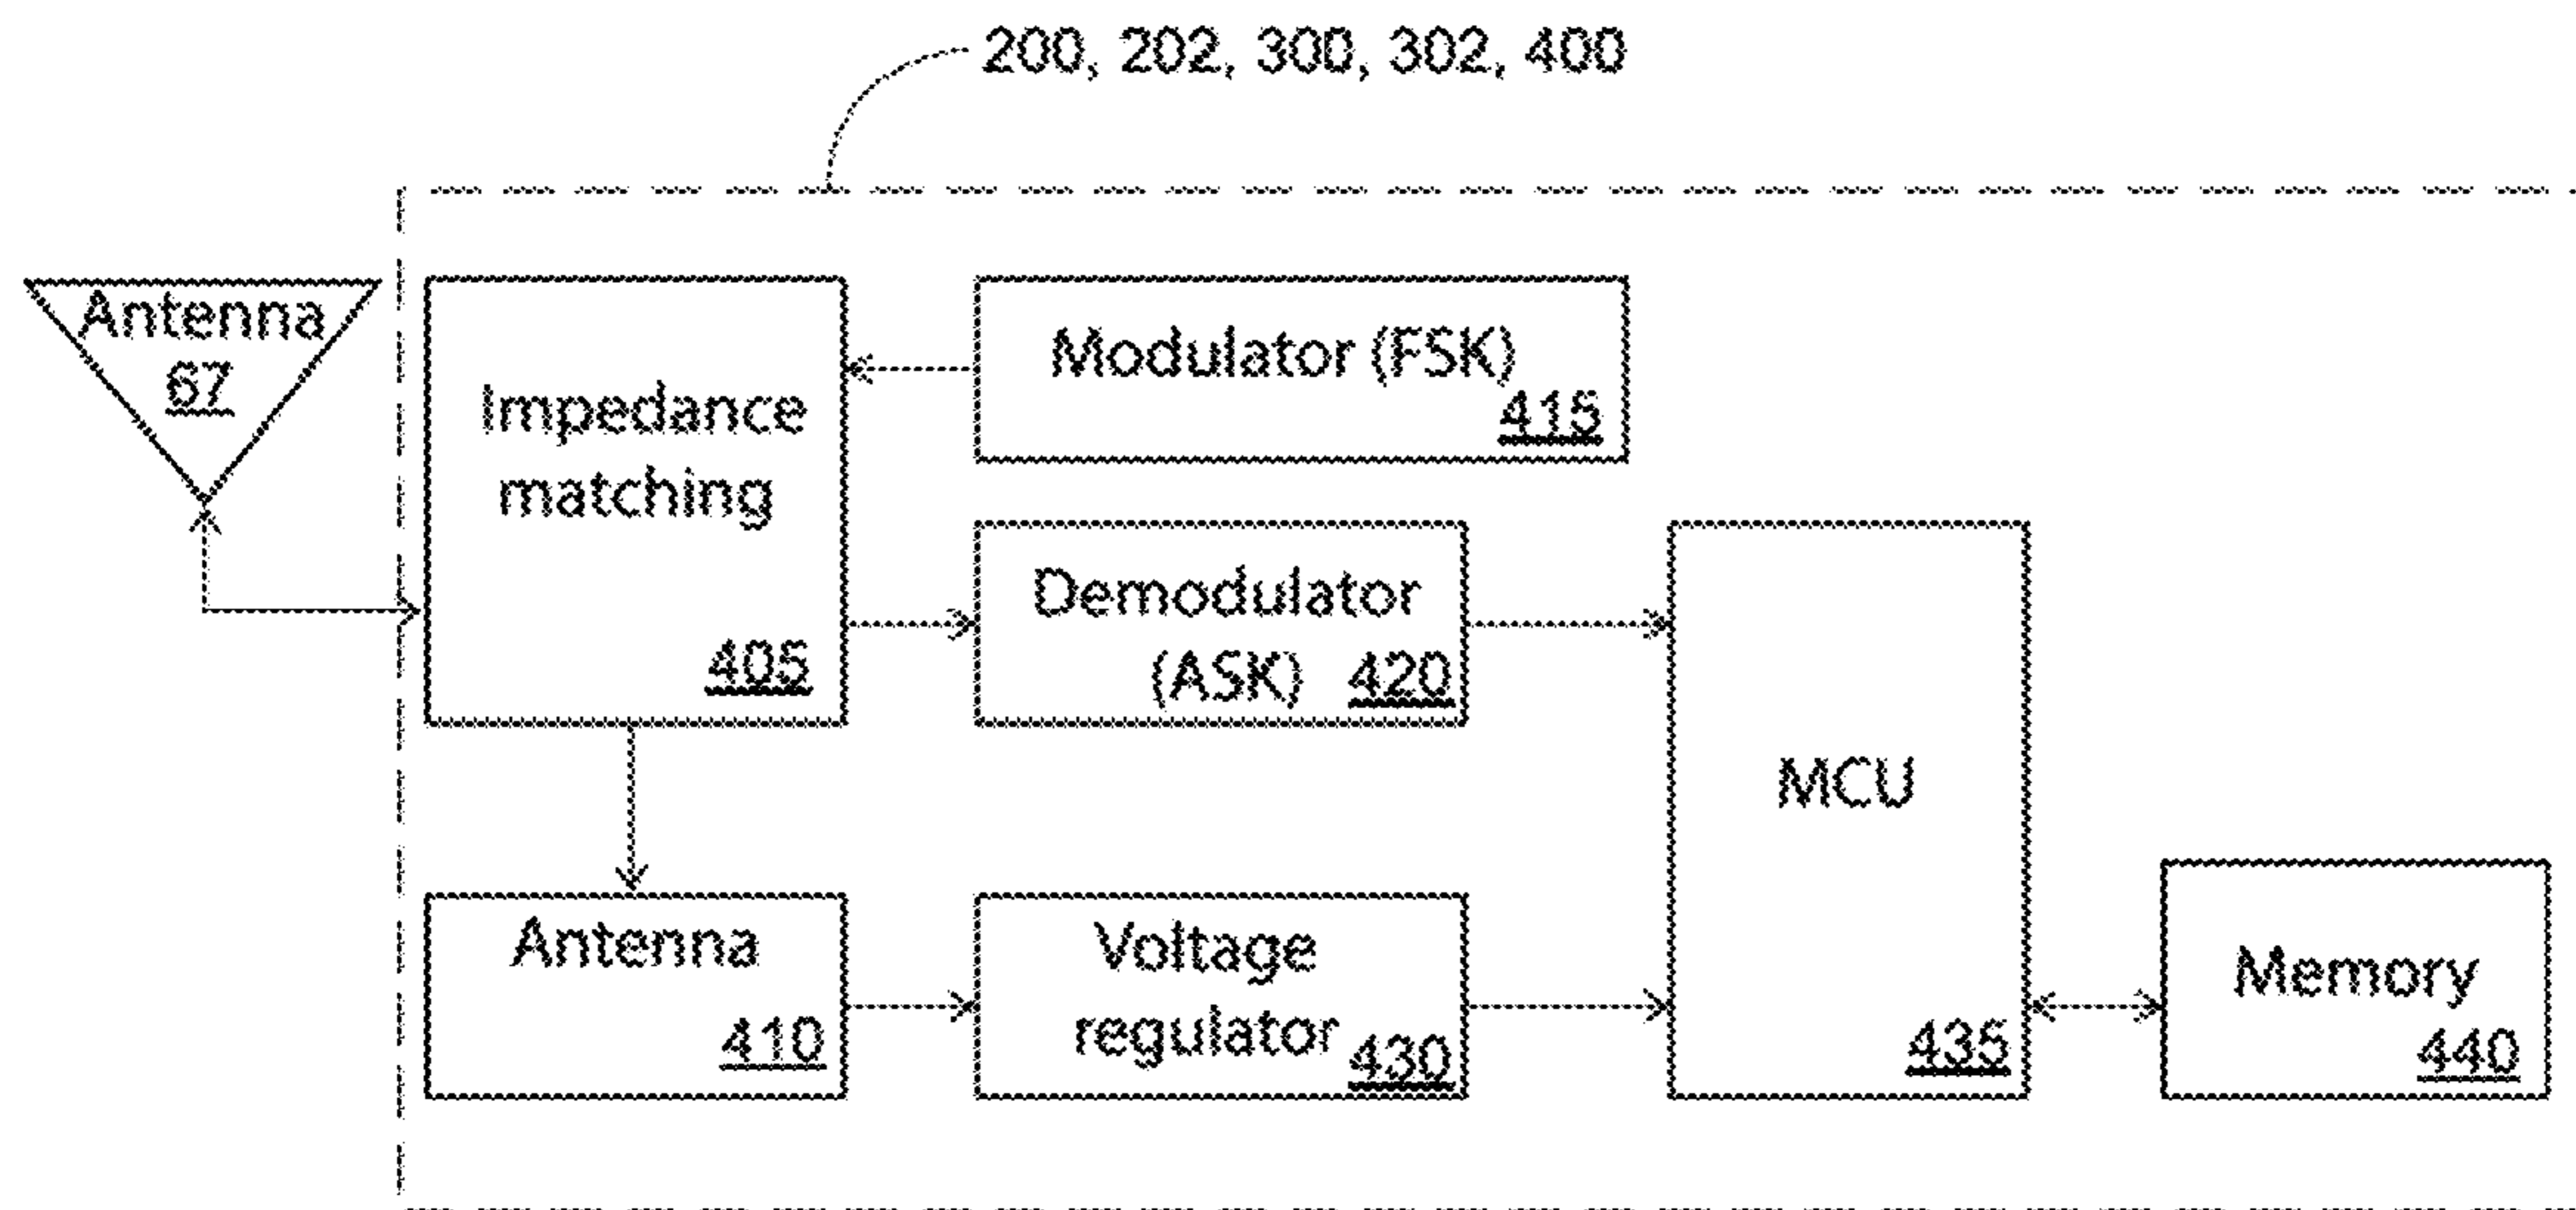 200, 202, 300, 302, 400
Antenna
67
Impedance
matching
405
Modulator (FSK)
415
Demodulator
(ASK) 420
MCU
435
Antenna
410
Voltage
regulator
430
Memory
440